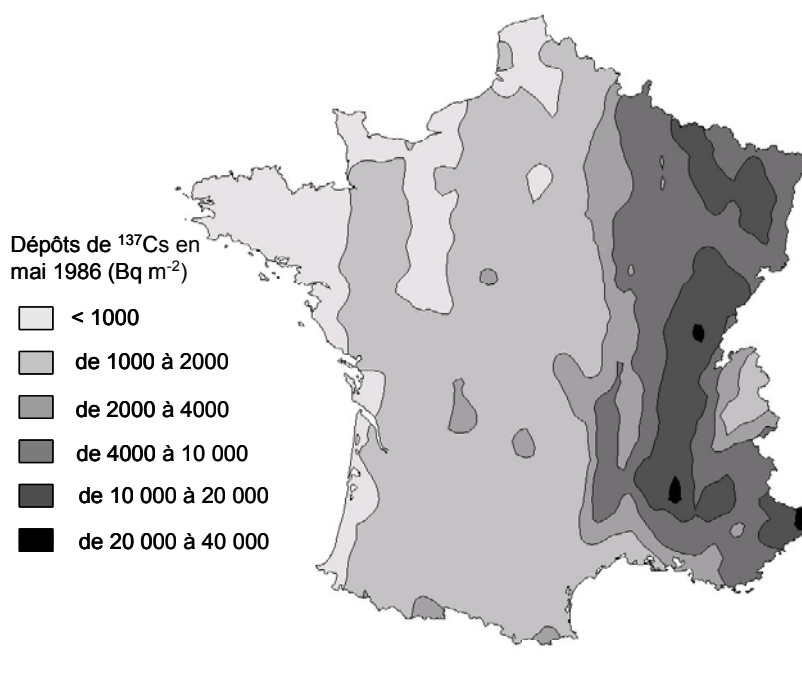 Dépôts de ¹³⁷Cs en
mai 1986 (Bq m⁻²)
< 1000
de 1000 à 2000
de 2000 à 4000
de 4000 à 10 000
de 10 000 à 20 000
de 20 000 à 40 000